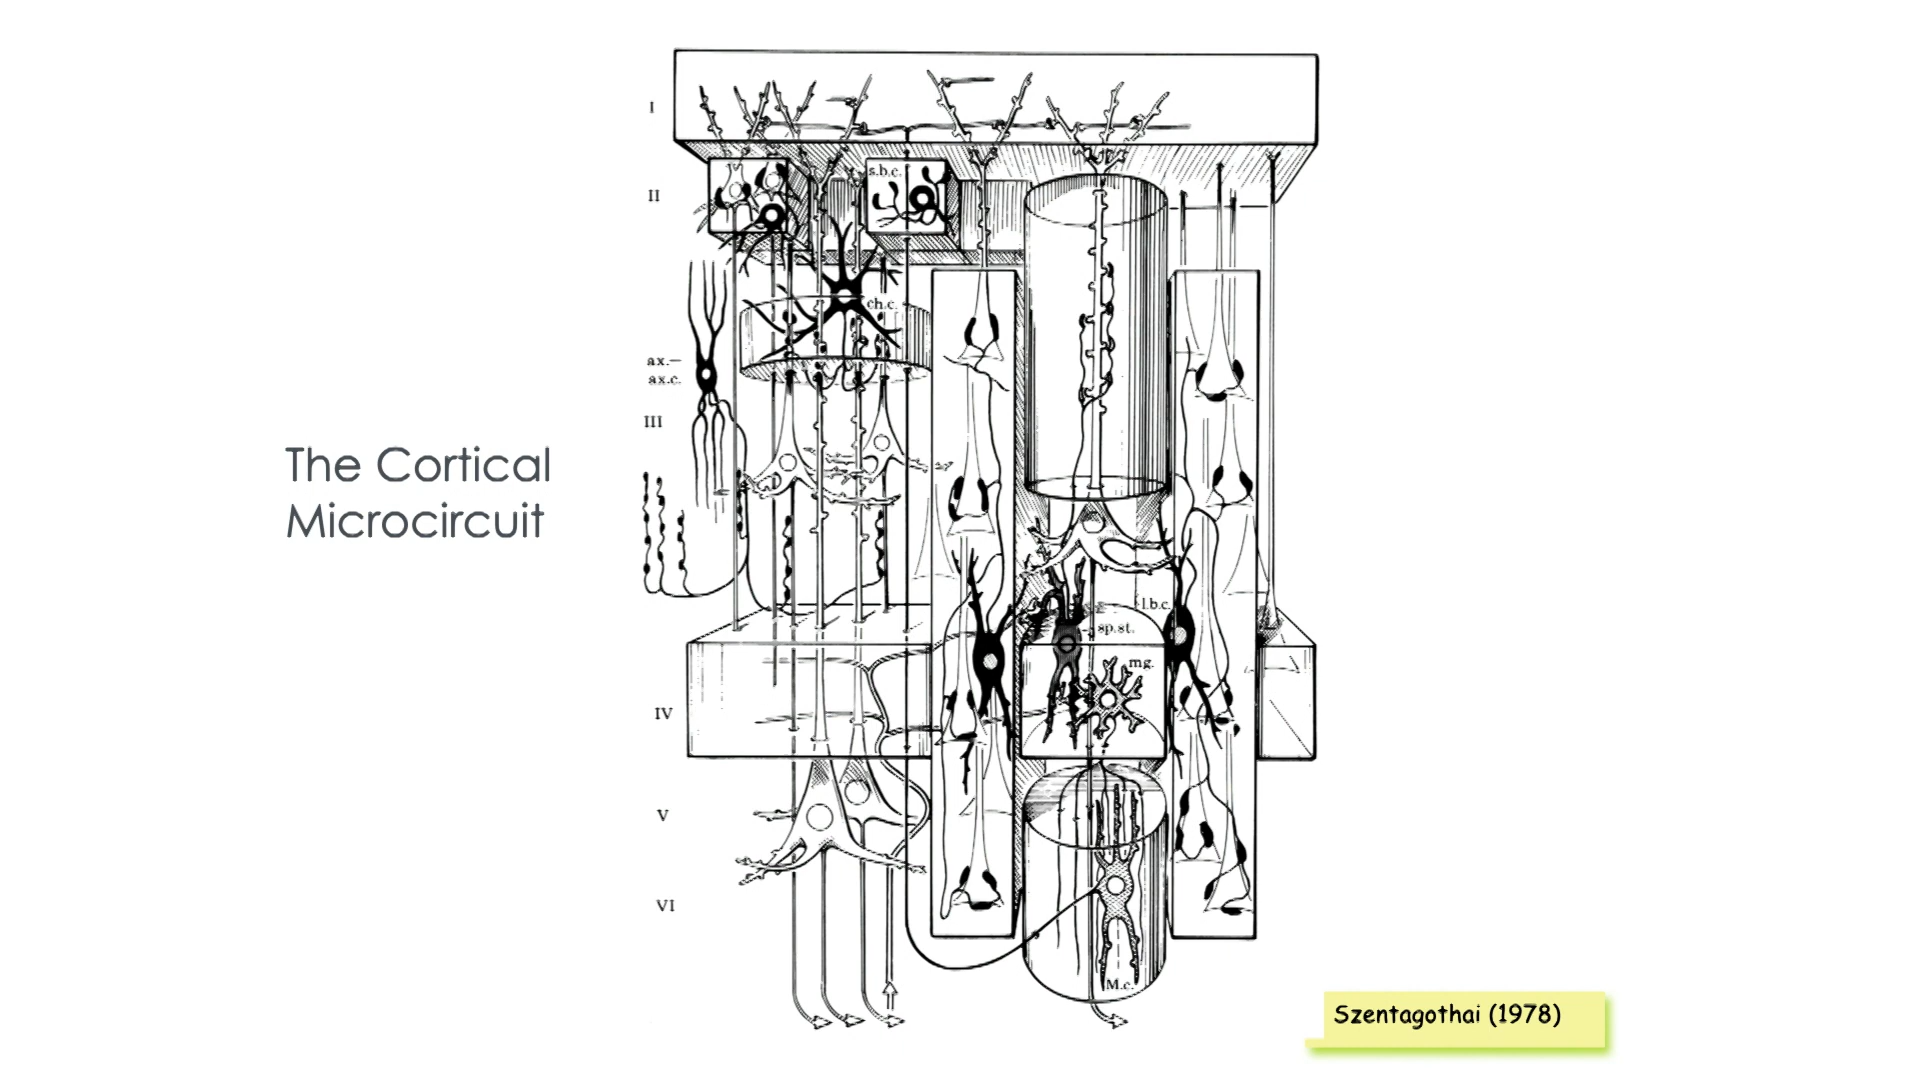 The Cortical
Microcircuit
I
II
s.b.c.
ch.c.
ax.—
ax.c.
III
l.b.c.
sp.st.
mg.
IV
V
VI
M.c.
Szentagothai (1978)